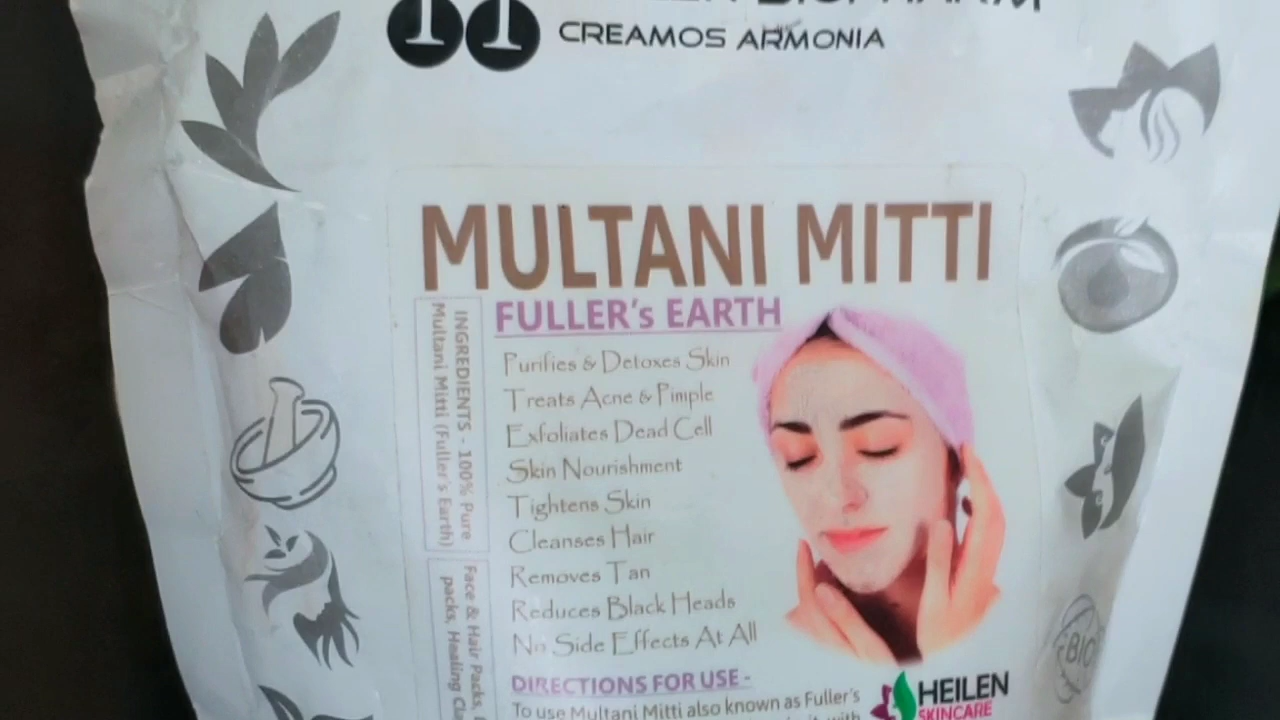 CREAMOS ARMONIA
MULTANI MITTI
FULLER's EARTH
INGREDIENTS - 100% Pure
Multani Mitti (Fuller's Earth)
Face & Hair Packs,
packs, Healing
Purifies & Detoxes Skin
Treats Acne & Pimple
Exfoliates Dead Cell
Skin Nourishment
Tightens Skin
Cleanses Hair
Removes Tan
Reduces Black Heads
No Side Effects At All
DIRECTIONS FOR USE -
To use Multani Mitti also known as Fuller's
HEILEN
SKINCARE
BIO